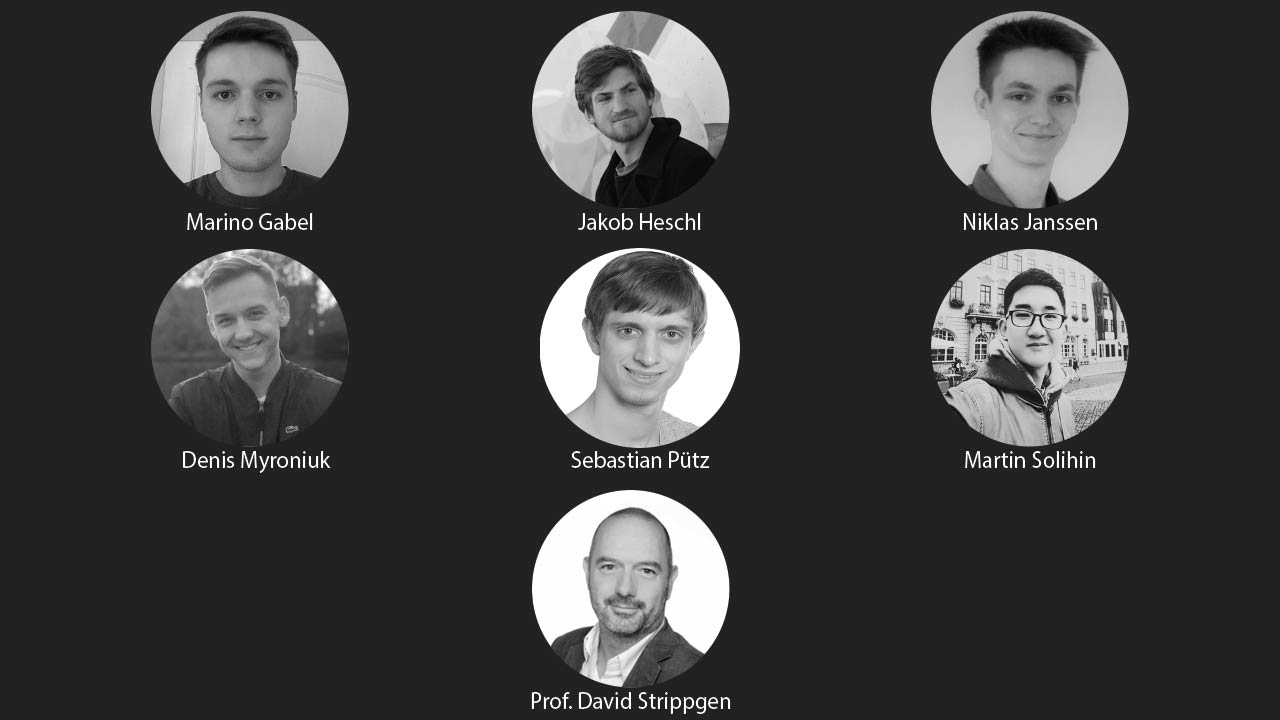 Marino Gabel
Jakob Heschl
Niklas Janssen
Denis Myroniuk
Sebastian Pütz
Martin Solihin
Prof. David Strippgen